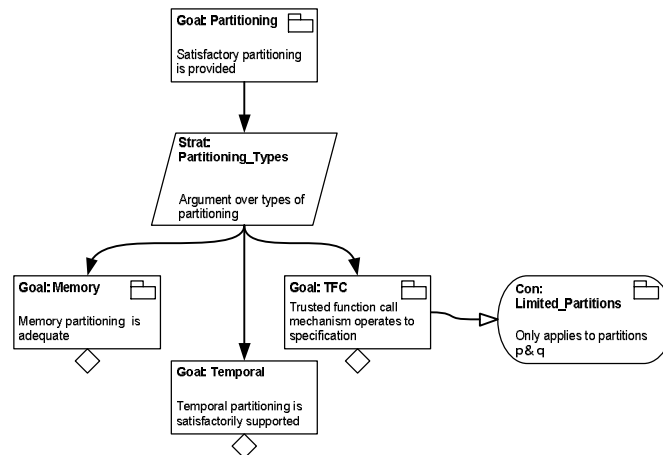 Goal: Partitioning
Satisfactory partitioning
is provided
Strat:
Partitioning_Types
Argument over types of
partitioning
Goal: Memory
Memory partitioning is
adequate
Goal: TFC
Trusted function call
mechanism operates to
specification
Con:
Limited_Partitions
Only applies to partitions
p & q
Goal: Temporal
Temporal partitioning is
satisfactorily supported